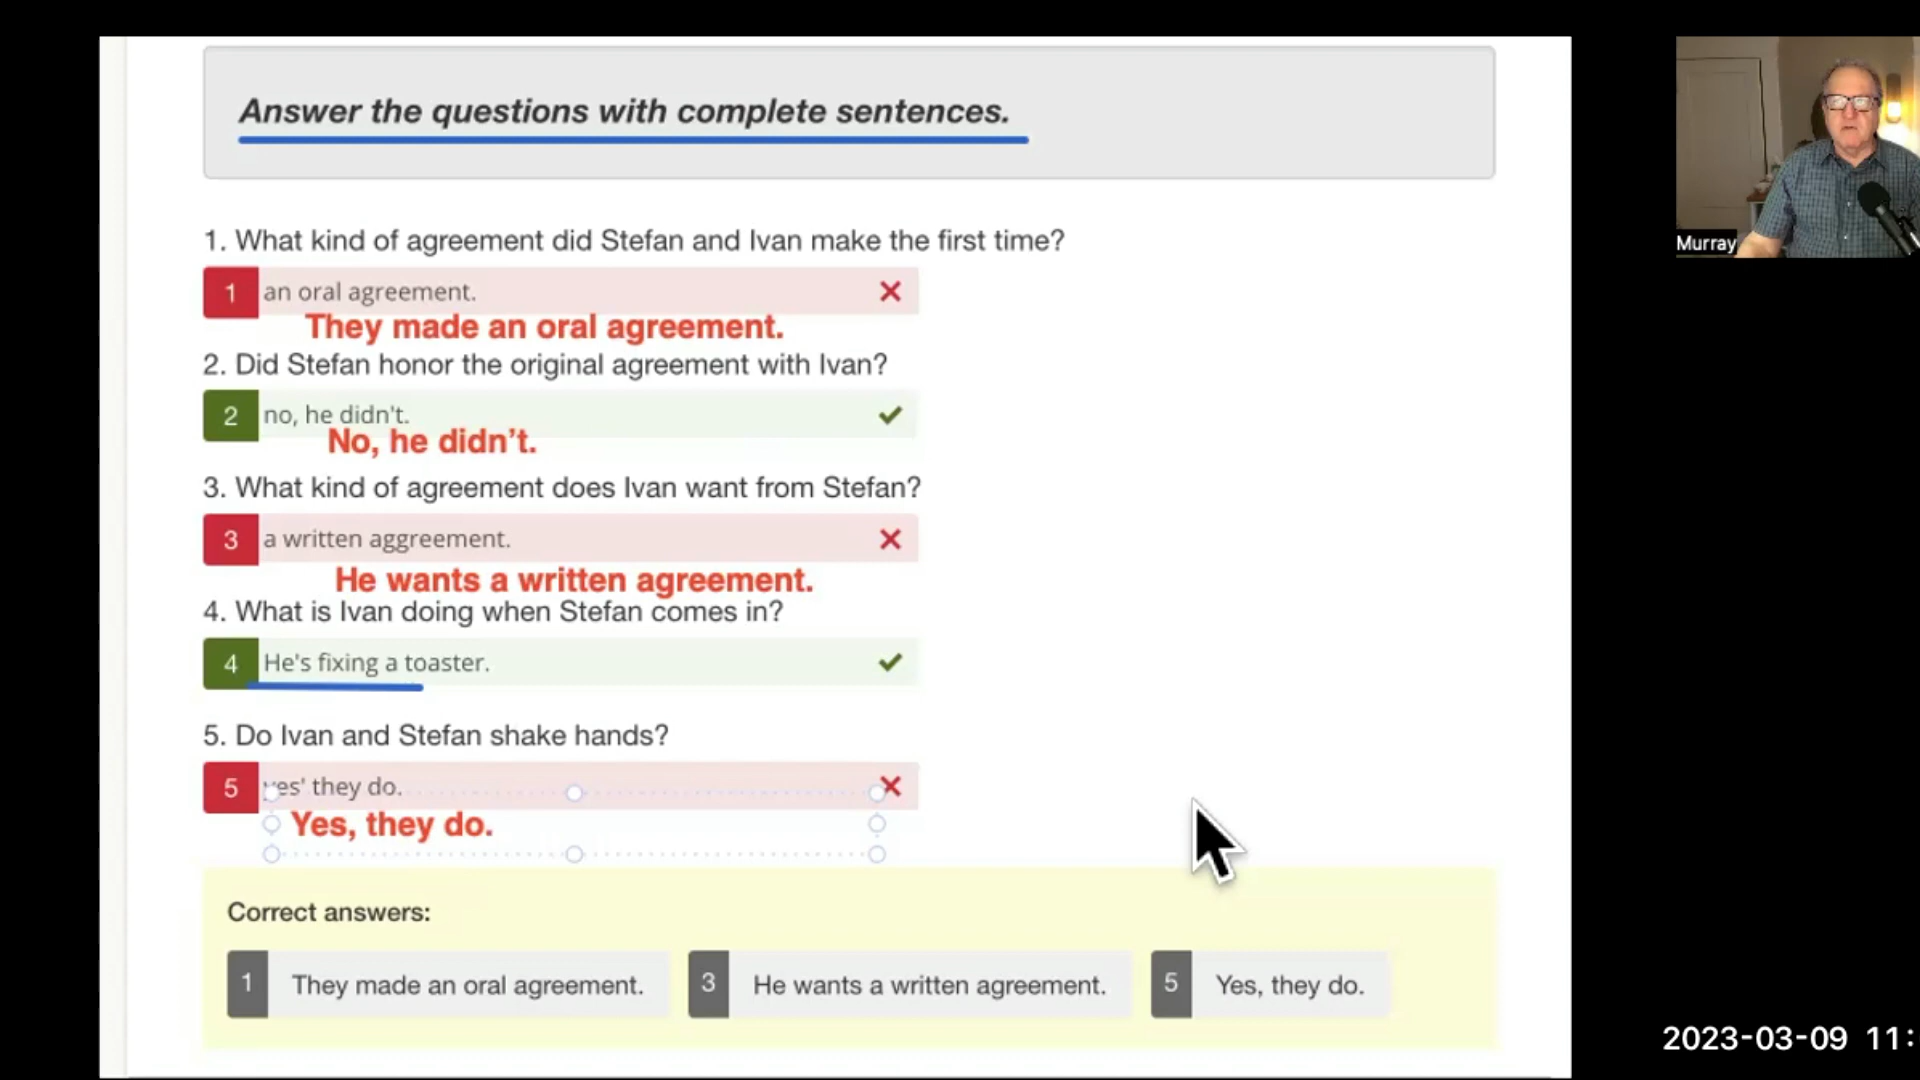 Answer the questions with complete sentences.
1. What kind of agreement did Stefan and Ivan make the first time?
1 an oral agreement.
They made an oral agreement.
2. Did Stefan honor the original agreement with Ivan?
2 no, he didn't.
No, he didn’t.
3. What kind of agreement does Ivan want from Stefan?
3 a written aggreement.
He wants a written agreement.
4. What is Ivan doing when Stefan comes in?
4 He's fixing a toaster.
5. Do Ivan and Stefan shake hands?
5 yes' they do.
Yes, they do.
Correct answers:
1 They made an oral agreement. 3 He wants a written agreement. 5 Yes, they do.
Murray
2023-03-09 11: